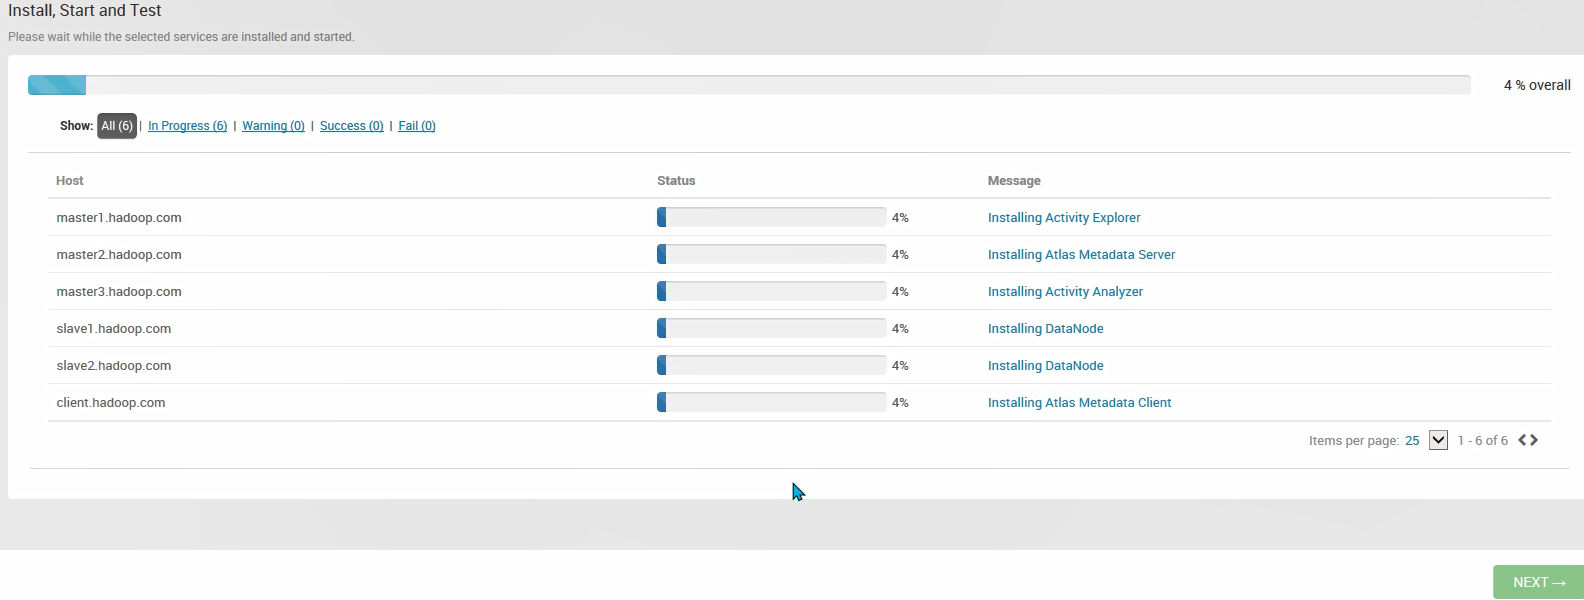 Install, Start and Test
Please wait while the selected services are installed and started.
4 % overall
Show: All (6) | In Progress (6) | Warning (0) | Success (0) | Fail (0)
Host Status Message
master1.hadoop.com 4% Installing Activity Explorer
master2.hadoop.com 4% Installing Atlas Metadata Server
master3.hadoop.com 4% Installing Activity Analyzer
slave1.hadoop.com 4% Installing DataNode
slave2.hadoop.com 4% Installing DataNode
client.hadoop.com 4% Installing Atlas Metadata Client
Items per page: 25 1 - 6 of 6
NEXT →